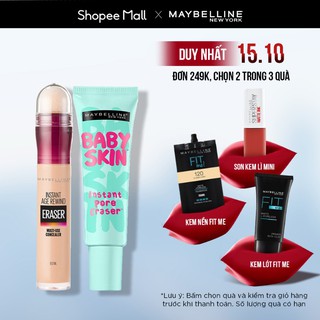 Shopee Mall × MAYBELLINE
NEW YORK
DUY NHẤT 15.10
ĐƠN 249K, CHỌN 2 TRONG 3 QUÀ
MAYBELLINE
BABY
SKIN
instant
pore
eraser
INSTANT
AGE REWIND
ERASER
MULTI-USE
CONCEALER
FIT
120
SON KEM LÌ MINI
KEM NỀN FIT ME
MAYBELLINE
FIT
KEM LÓT FIT ME
*Lưu ý: Bấm chọn quà và kiểm tra giỏ hàng
trước khi thanh toán. Số lượng quà có hạn